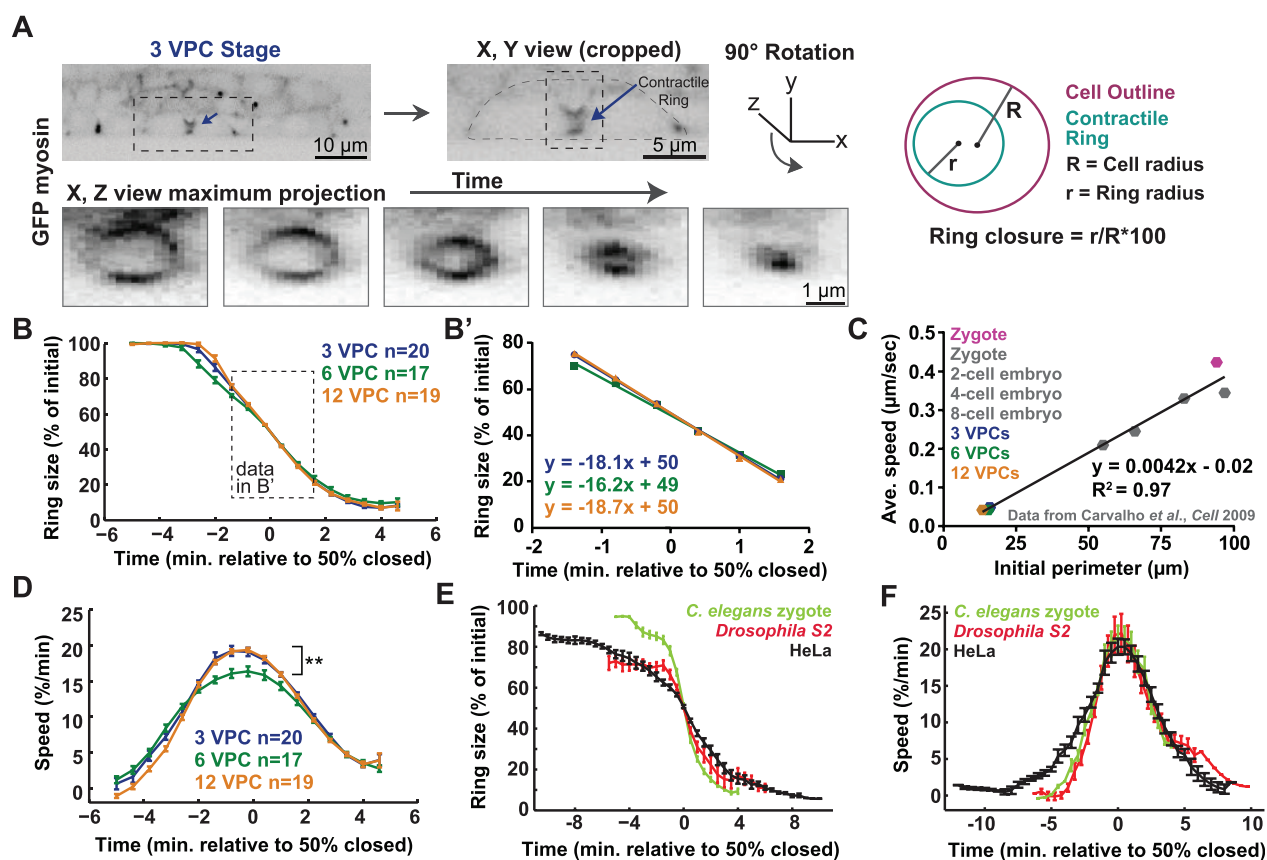 A
3 VPC Stage
X, Y view (cropped)
90° Rotation
GFP myosin
10 µm
Contractile
Ring
5 µm
y
z
x
R
r
Cell Outline
Contractile
Ring
R = Cell radius
r = Ring radius
Ring closure = r/R*100
X, Z view maximum projection
Time
1 µm
B
Ring size (% of initial)
100
80
60
40
20
0
3 VPC n=20
6 VPC n=17
12 VPC n=19
data
in B’
-6 -4 -2 0 2 4 6
Time (min. relative to 50% closed)
B’
Ring size (% of initial)
80
60
40
20
0
y = -18.1x + 50
y = -16.2x + 49
y = -18.7x + 50
-2 -1 0 1 2
Time (min. relative to 50% closed)
C
Ave. speed (µm/sec)
0.5
0.4
0.3
0.2
0.1
0.0
Zygote
Zygote
2-cell embryo
4-cell embryo
8-cell embryo
3 VPCs
6 VPCs
12 VPCs
y = 0.0042x - 0.02
R2 = 0.97
Data from Carvalho et al., Cell 2009
0 25 50 75 100
Initial perimeter (µm)
D
Speed (%/min)
25
20
15
10
5
0
**
3 VPC n=20
6 VPC n=17
12 VPC n=19
-6 -4 -2 0 2 4 6
Time (min. relative to 50% closed)
E
Ring size (% of initial)
100
80
60
40
20
0
C. elegans zygote
Drosophila S2
HeLa
-8 -4 0 4 8
Time (min. relative to 50% closed)
F
Speed (%/min)
25
20
15
10
5
0
C. elegans zygote
Drosophila S2
HeLa
-10 -5 0 5 10
Time (min. relative to 50% closed)